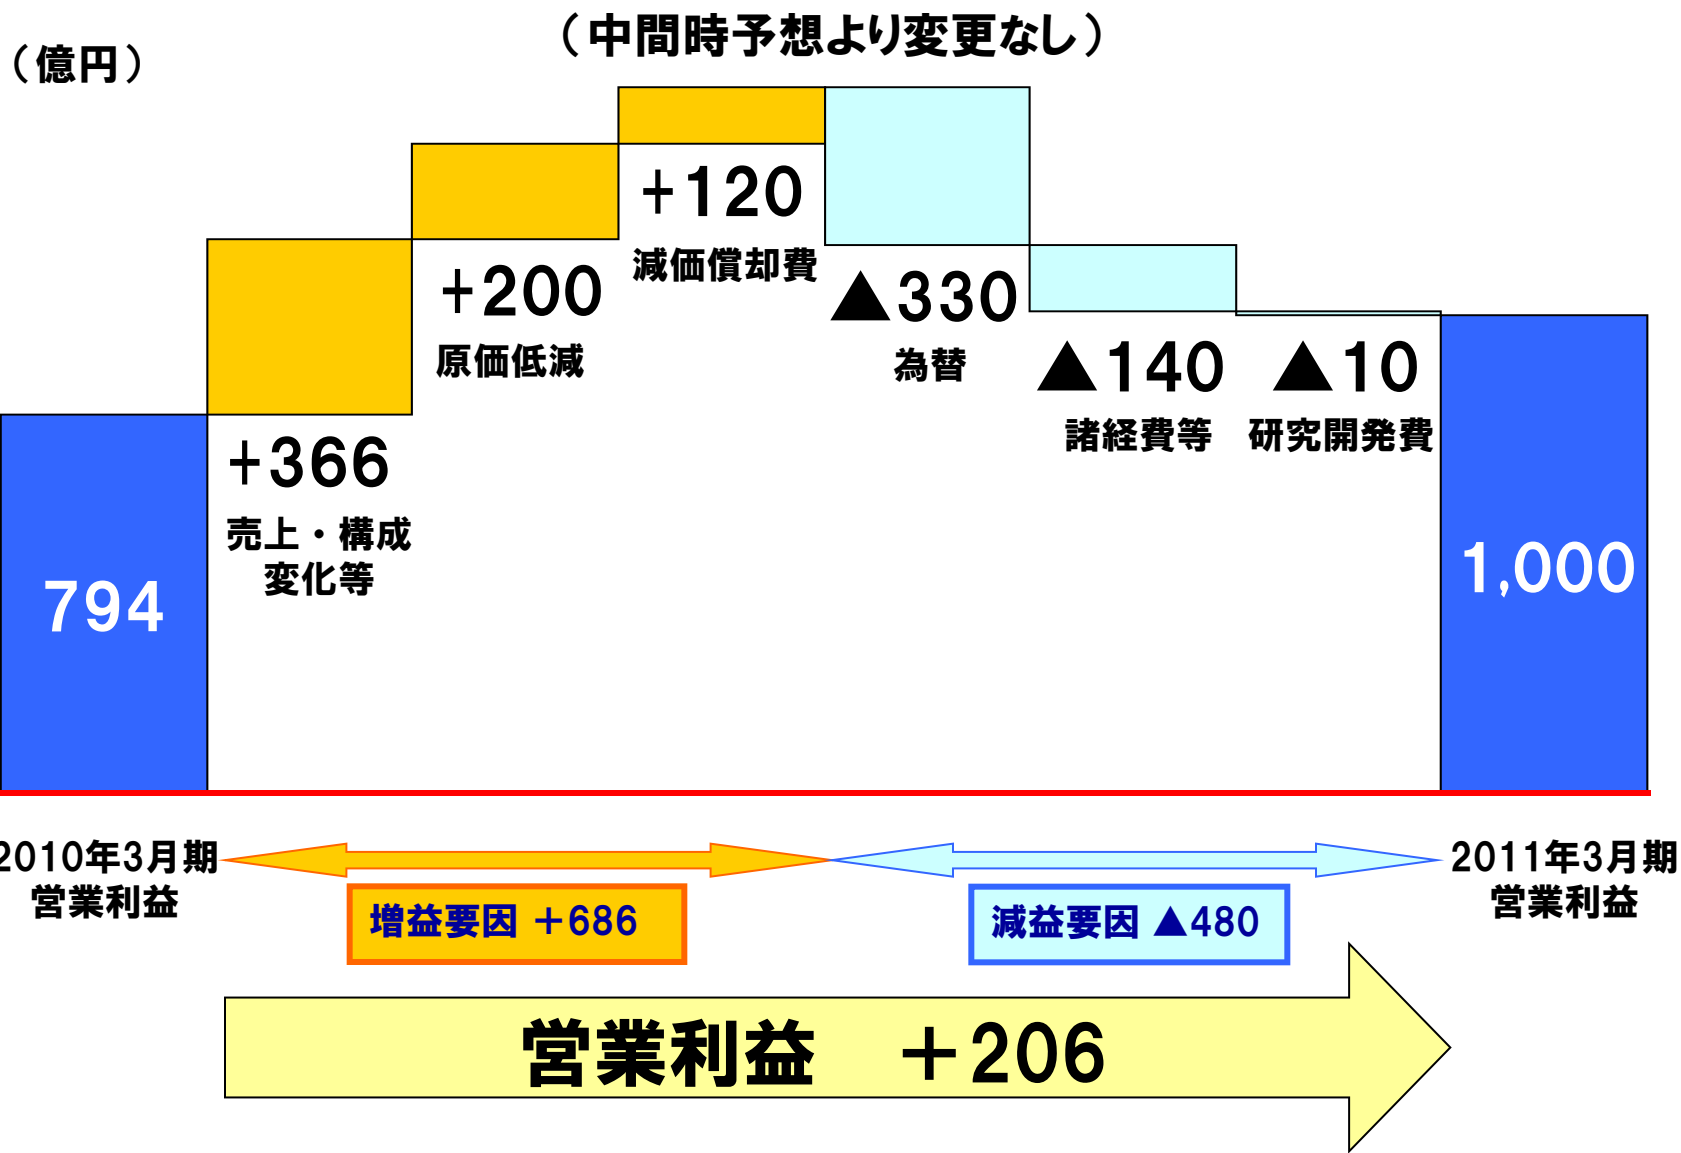 （中間時予想より変更なし）
（億円）
+120
減価償却費
+200
原価低減
▲330
為替
▲140
諸経費等
▲10
研究開発費
+366
売上・構成
変化等
794
1,000
2010年3月期
営業利益
2011年3月期
営業利益
増益要因 +686
減益要因 ▲480
営業利益　+206